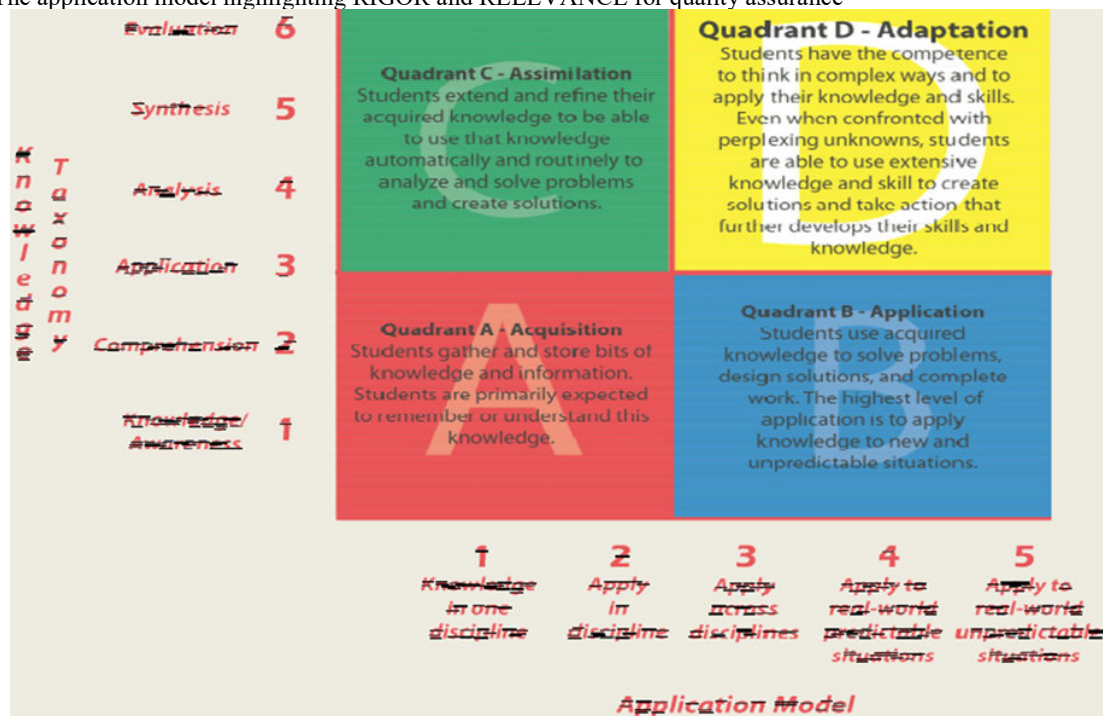 The application model highlighting RIGOR and RELEVANCE for quality assurance
Evaluation 6
Synthesis 5
Analysis 4
Application 3
Comprehension 2
Knowledge/
Awareness 1
Knowledge
Taxonomy
C
Quadrant C - Assimilation
Students extend and refine their
acquired knowledge to be able
to use that knowledge
automatically and routinely to
analyze and solve problems
and create solutions.
D
Quadrant D - Adaptation
Students have the competence
to think in complex ways and to
apply their knowledge and skills.
Even when confronted with
perplexing unknowns, students
are able to use extensive
knowledge and skill to create
solutions and take action that
further develops their skills and
knowledge.
A
Quadrant A - Acquisition
Students gather and store bits of
knowledge and information.
Students are primarily expected
to remember or understand this
knowledge.
B
Quadrant B - Application
Students use acquired
knowledge to solve problems,
design solutions, and complete
work. The highest level of
application is to apply
knowledge to new and
unpredictable situations.
1
Knowledge
in one
discipline
2
Apply
in
discipline
3
Apply
across
disciplines
4
Apply to
real-world
predictable
situations
5
Apply to
real-world
unpredictable
situations
Application Model